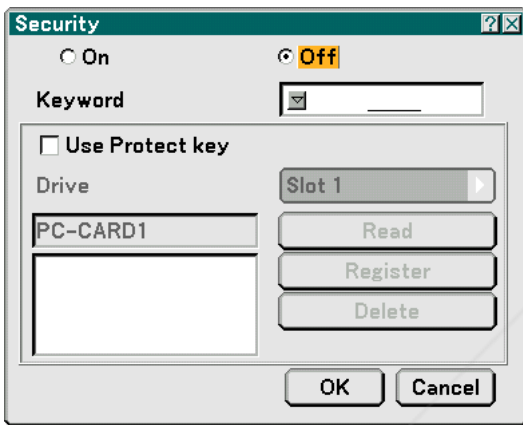 Security
On Off
Keyword
Use Protect key
Drive Slot 1
PC-CARD1 Read
Register
Delete
OK Cancel